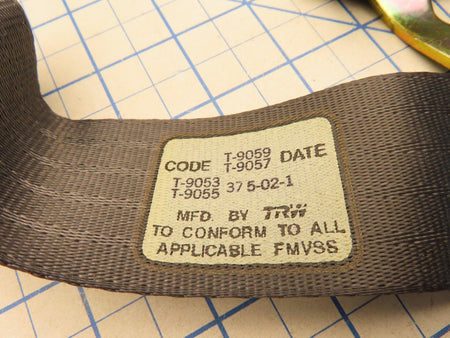 CODE T-9059 DATE
T-9057
T-9053
T-9055 37 5-02-1
MFD. BY TRW
TO CONFORM TO ALL
APPLICABLE FMVSS